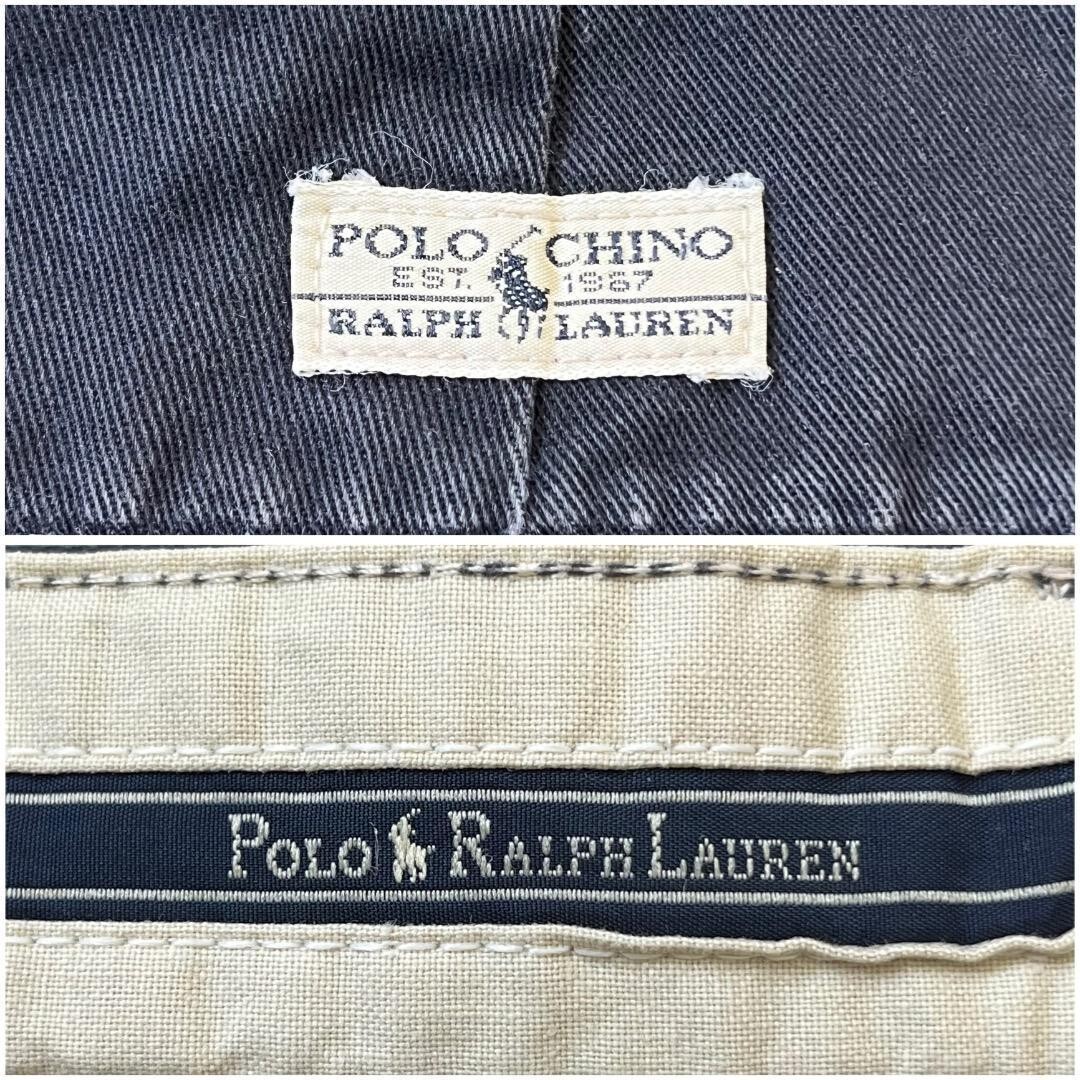 POLO CHINO
EST. 1967
RALPH LAUREN
POLO RALPH LAUREN